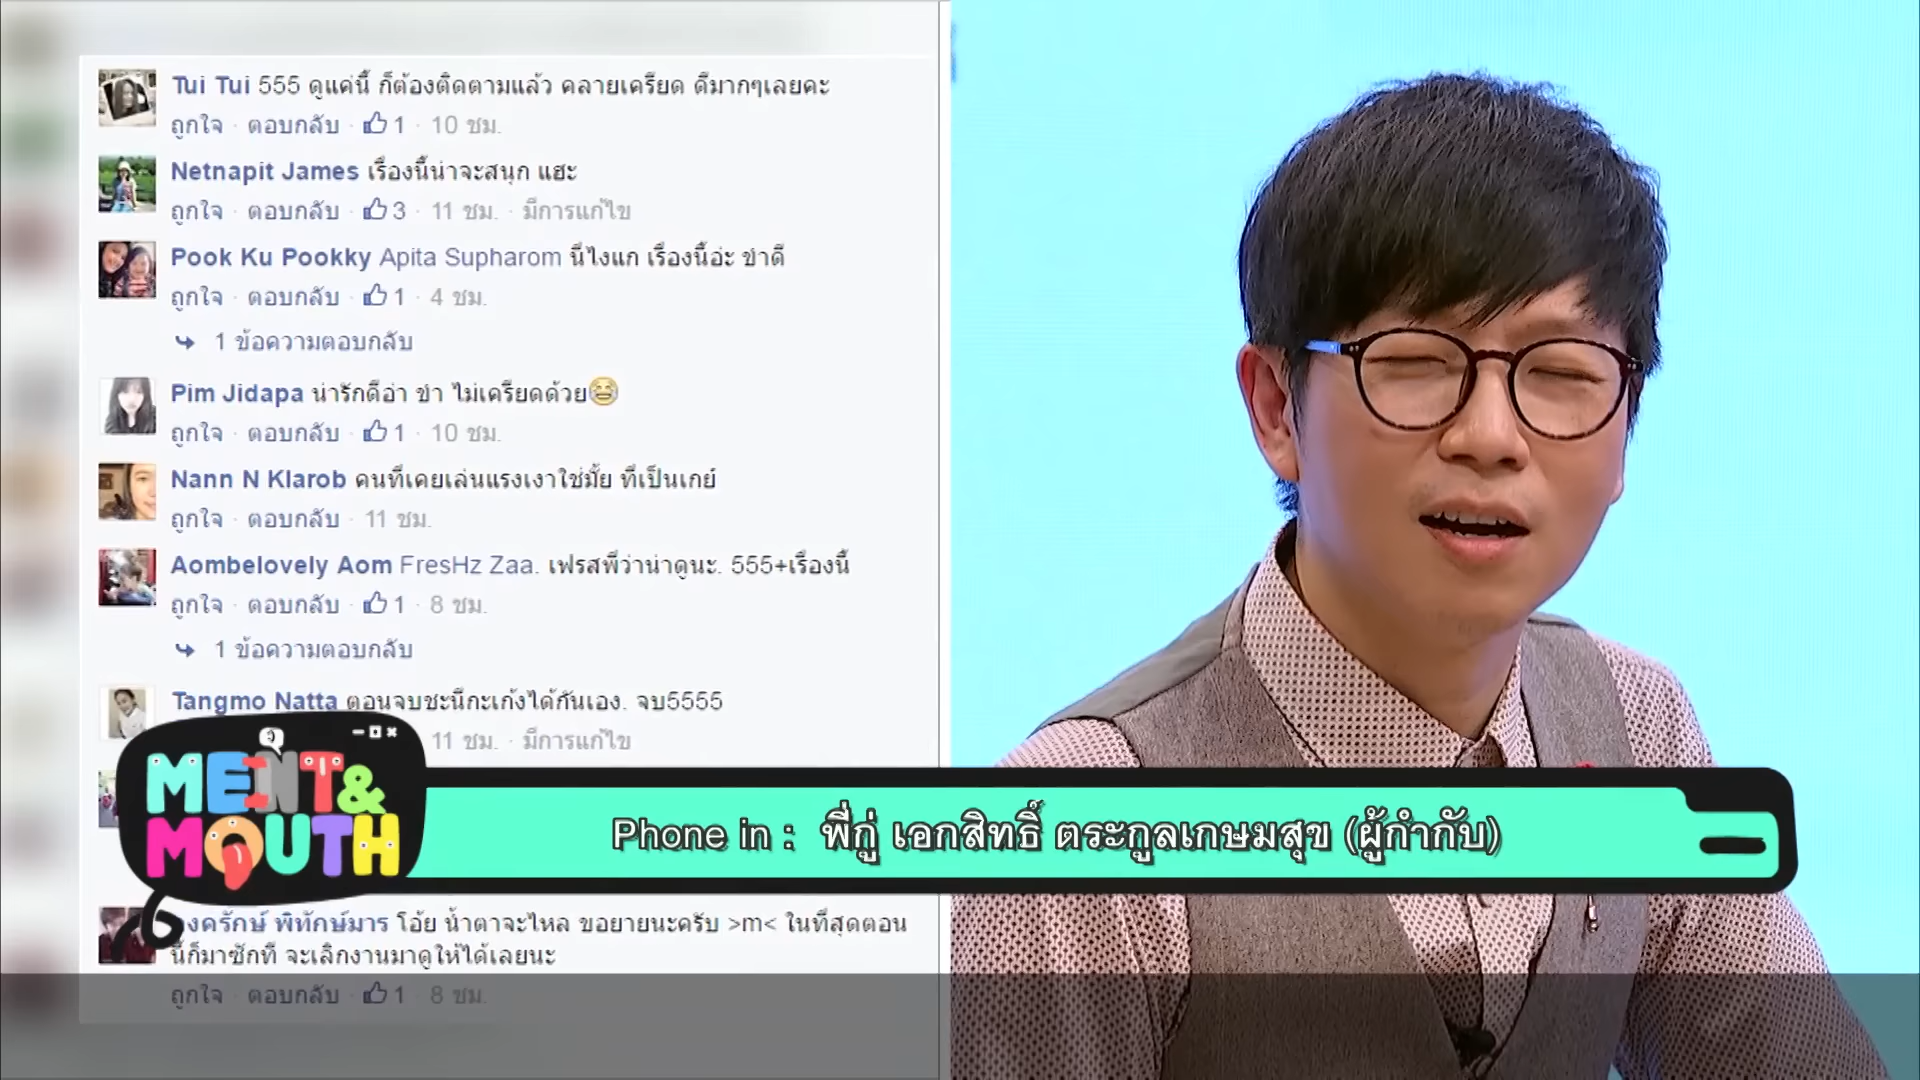 Tui Tui 555 ดูแค่นี้ ก็ต้องติดตามแล้ว คลายเครียด ดีมากๆเลยคะ
ถูกใจ · ตอบกลับ · 1 · 10 ชม.
Netnapit James เรื่องนี้น่าจะสนุก แฮะ
ถูกใจ · ตอบกลับ · 3 · 11 ชม. · มีการแก้ไข
Pook Ku Pookky Apita Supharom นี่ไงแก เรื่องนี้อ่ะ ขำดี
ถูกใจ · ตอบกลับ · 1 · 4 ชม.
1 ข้อความตอบกลับ
Pim Jidapa น่ารักดีอ่า ขำ ไม่เครียดด้วย😂
ถูกใจ · ตอบกลับ · 1 · 10 ชม.
Nann N Klarob คนที่เคยเล่นแรงเงาใช่มั้ย ที่เป็นเกย์
ถูกใจ · ตอบกลับ · 11 ชม.
Aombelovely Aom FresHz Zaa. เฟรสพี่ว่าน่าดูนะ. 555+เรื่องนี้
ถูกใจ · ตอบกลับ · 1 · 8 ชม.
1 ข้อความตอบกลับ
Tangmo Natta ตอนจบชะนีกะเก้งได้กันเอง. จบ5555
11 ชม. · มีการแก้ไข
MENT&
MOUTH
Phone in : พี่กู่ เอกสิทธิ์ ตระกูลเกษมสุข (ผู้กำกับ)
งครักษ์ พิทักษ์มาร โอ้ย น้ำตาจะไหล ขอยายนะครับ >m< ในที่สุดตอน
นี้ก็มาซักที จะเลิกงานมาดูให้ได้เลยนะ
ถูกใจ · ตอบกลับ · 1 · 8 ชม.